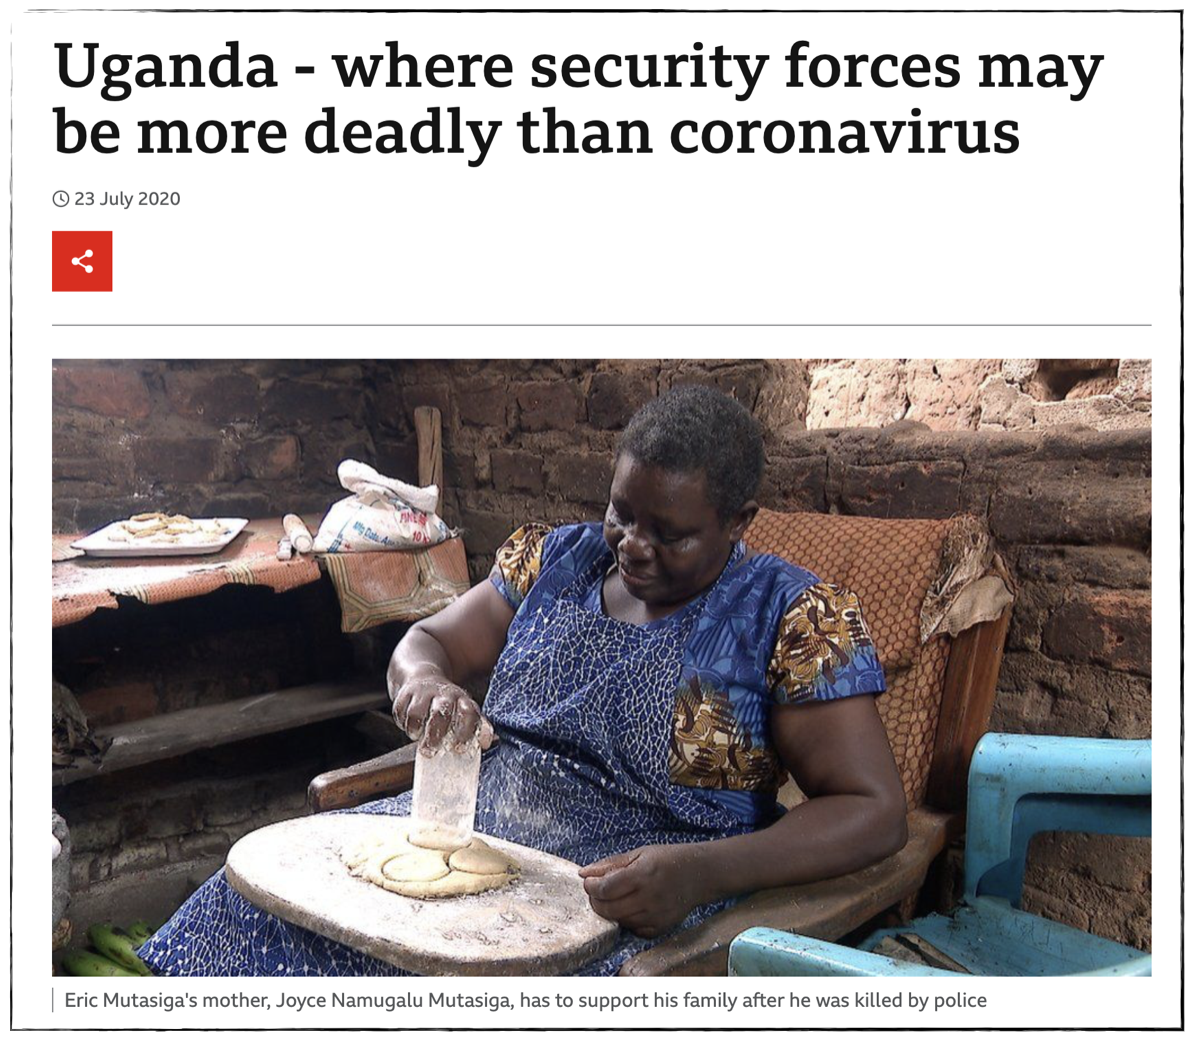 Uganda - where security forces may
be more deadly than coronavirus
23 July 2020
Eric Mutasiga's mother, Joyce Namugalu Mutasiga, has to support his family after he was killed by police